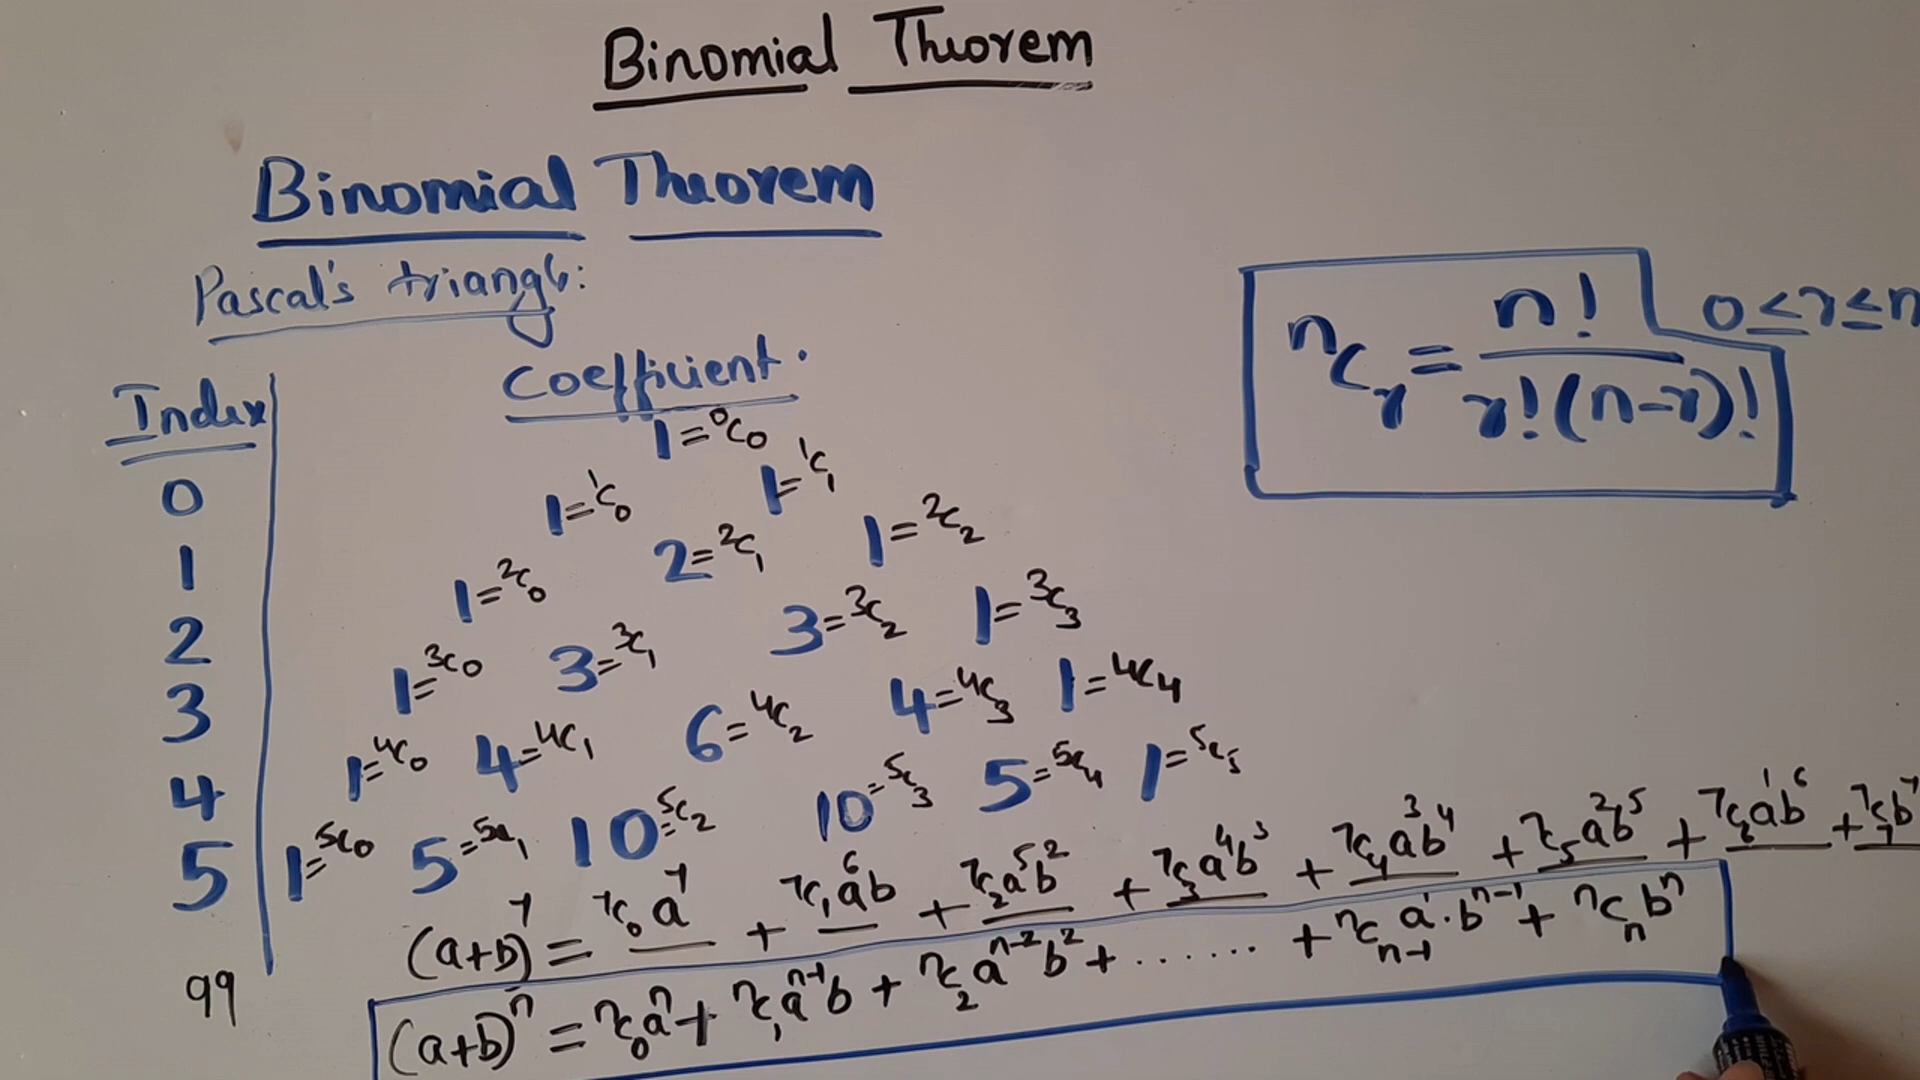 Binomial Theorem
Binomial Theorem
Pascal's triangle:
ⁿCᵣ = n! / r!(n-r)!  0≤r≤n
Index  Coefficient.
0  1=⁰C₀
1  1=¹C₀  1=¹C₁
2  1=²C₀  2=²C₁  1=²C₂
3  1=³C₀  3=³C₁  3=³C₂  1=³C₃
4  1=⁴C₀  4=⁴C₁  6=⁴C₂  4=⁴C₃  1=⁴C₄
5  1=⁵C₀  5=⁵C₁  10=⁵C₂  10=⁵C₃  5=⁵C₄  1=⁵C₅
(a+b)⁷ = ⁷C₀a⁷ + ⁷C₁a⁶b + ⁷C₂a⁵b² + ⁷C₃a⁴b³ + ⁷C₄a³b⁴ + ⁷C₅a²b⁵ + ⁷C₆a¹b⁶ + ⁷C₇b⁷
99
(a+b)ⁿ = ⁿC₀aⁿ + ⁿC₁aⁿ⁻¹b + ⁿC₂aⁿ⁻²b² + ....... + ⁿCₙ₋₁a¹·bⁿ⁻¹ + ⁿCₙbⁿ